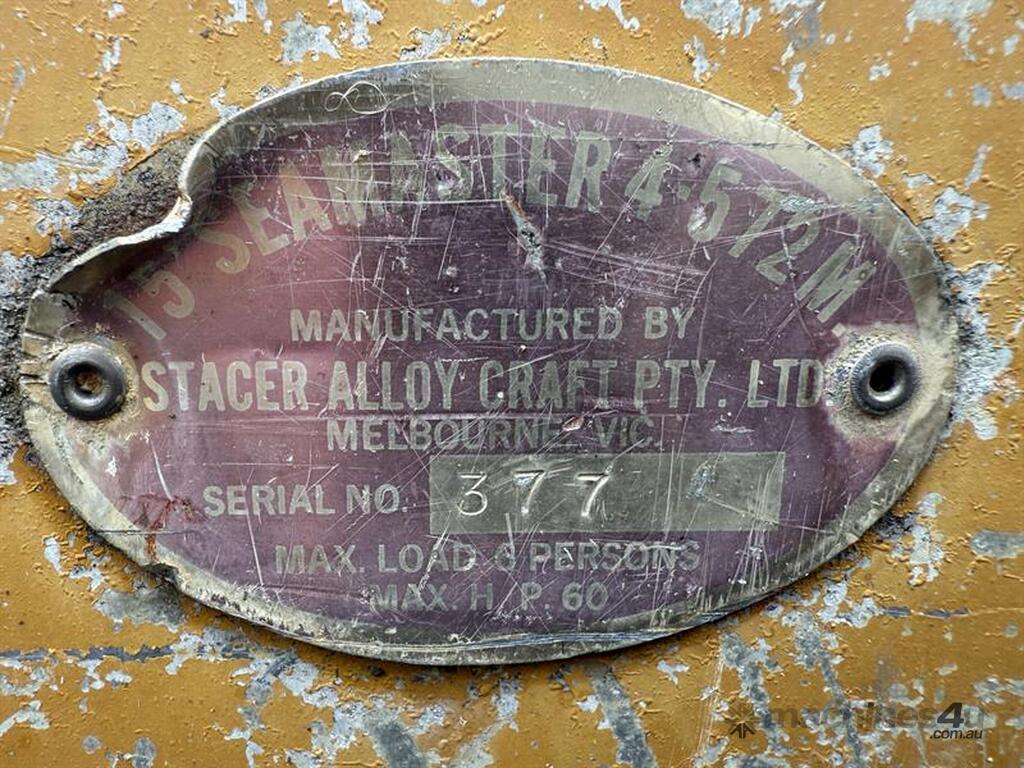 15 SEAMASTER 4-572M.
MANUFACTURED BY
STACER ALLOY CRAFT PTY. LTD.
MELBOURNE. VIC.
SERIAL NO. 377
MAX. LOAD 6 PERSONS
MAX. H. P. 60
machines4u
.com.au